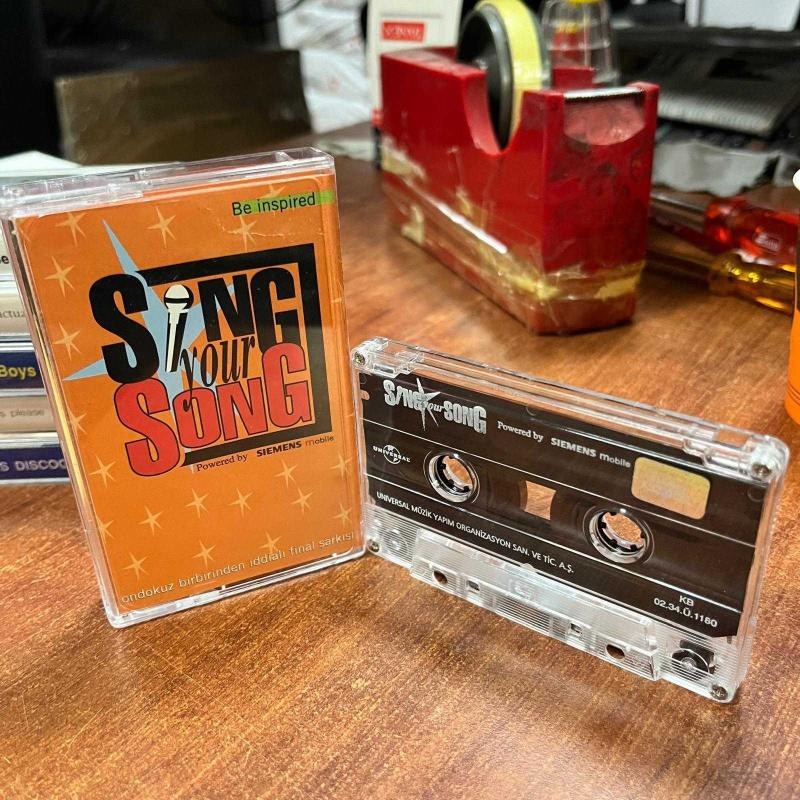 Be inspired
SING
your
SONG
Powered by SIEMENS mobile
ondokuz birbirinden iddialı final şarkısı
SING your SONG Powered by SIEMENS mobile
UNIVERSAL
UNIVERSAL MÜZİK YAPIM ORGANİZASYON SAN. VE TİC. A.Ş.
KB
02.34.Ü.1160
Boys
please
DISCO